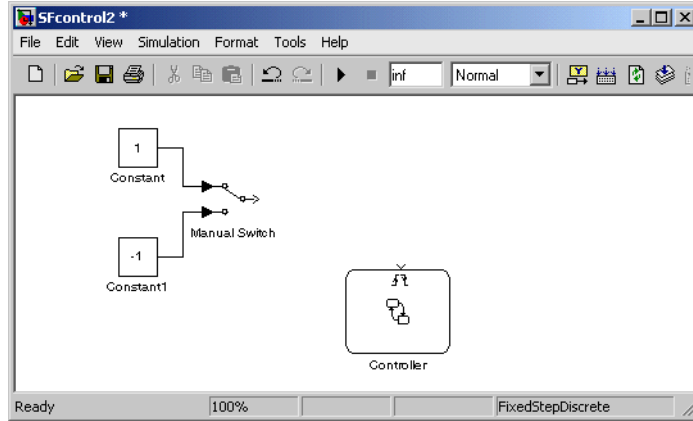 SFcontrol2 *
File Edit View Simulation Format Tools Help
inf Normal
1
Constant
Manual Switch
-1
Constant1
Controller
Ready 100% FixedStepDiscrete